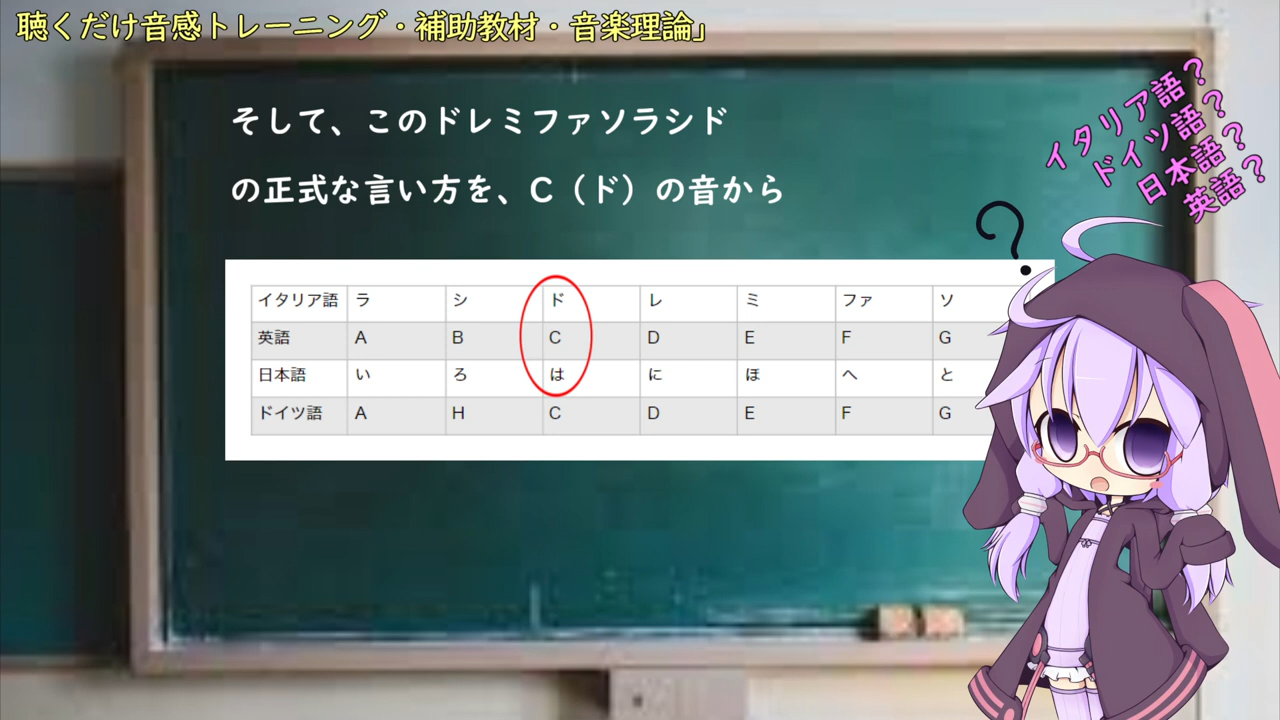 聴くだけ音感トレーニング・補助教材・音楽理論」
イタリア語?
ドイツ語?
日本語?
英語?
そして、このドレミファソラシド
の正式な言い方を、C(ド)の音から
?
イタリア語 ラ シ ド レ ミ ファ ソ
英語 A B C D E F G
日本語 い ろ は に ほ へ と
ドイツ語 A H C D E F G